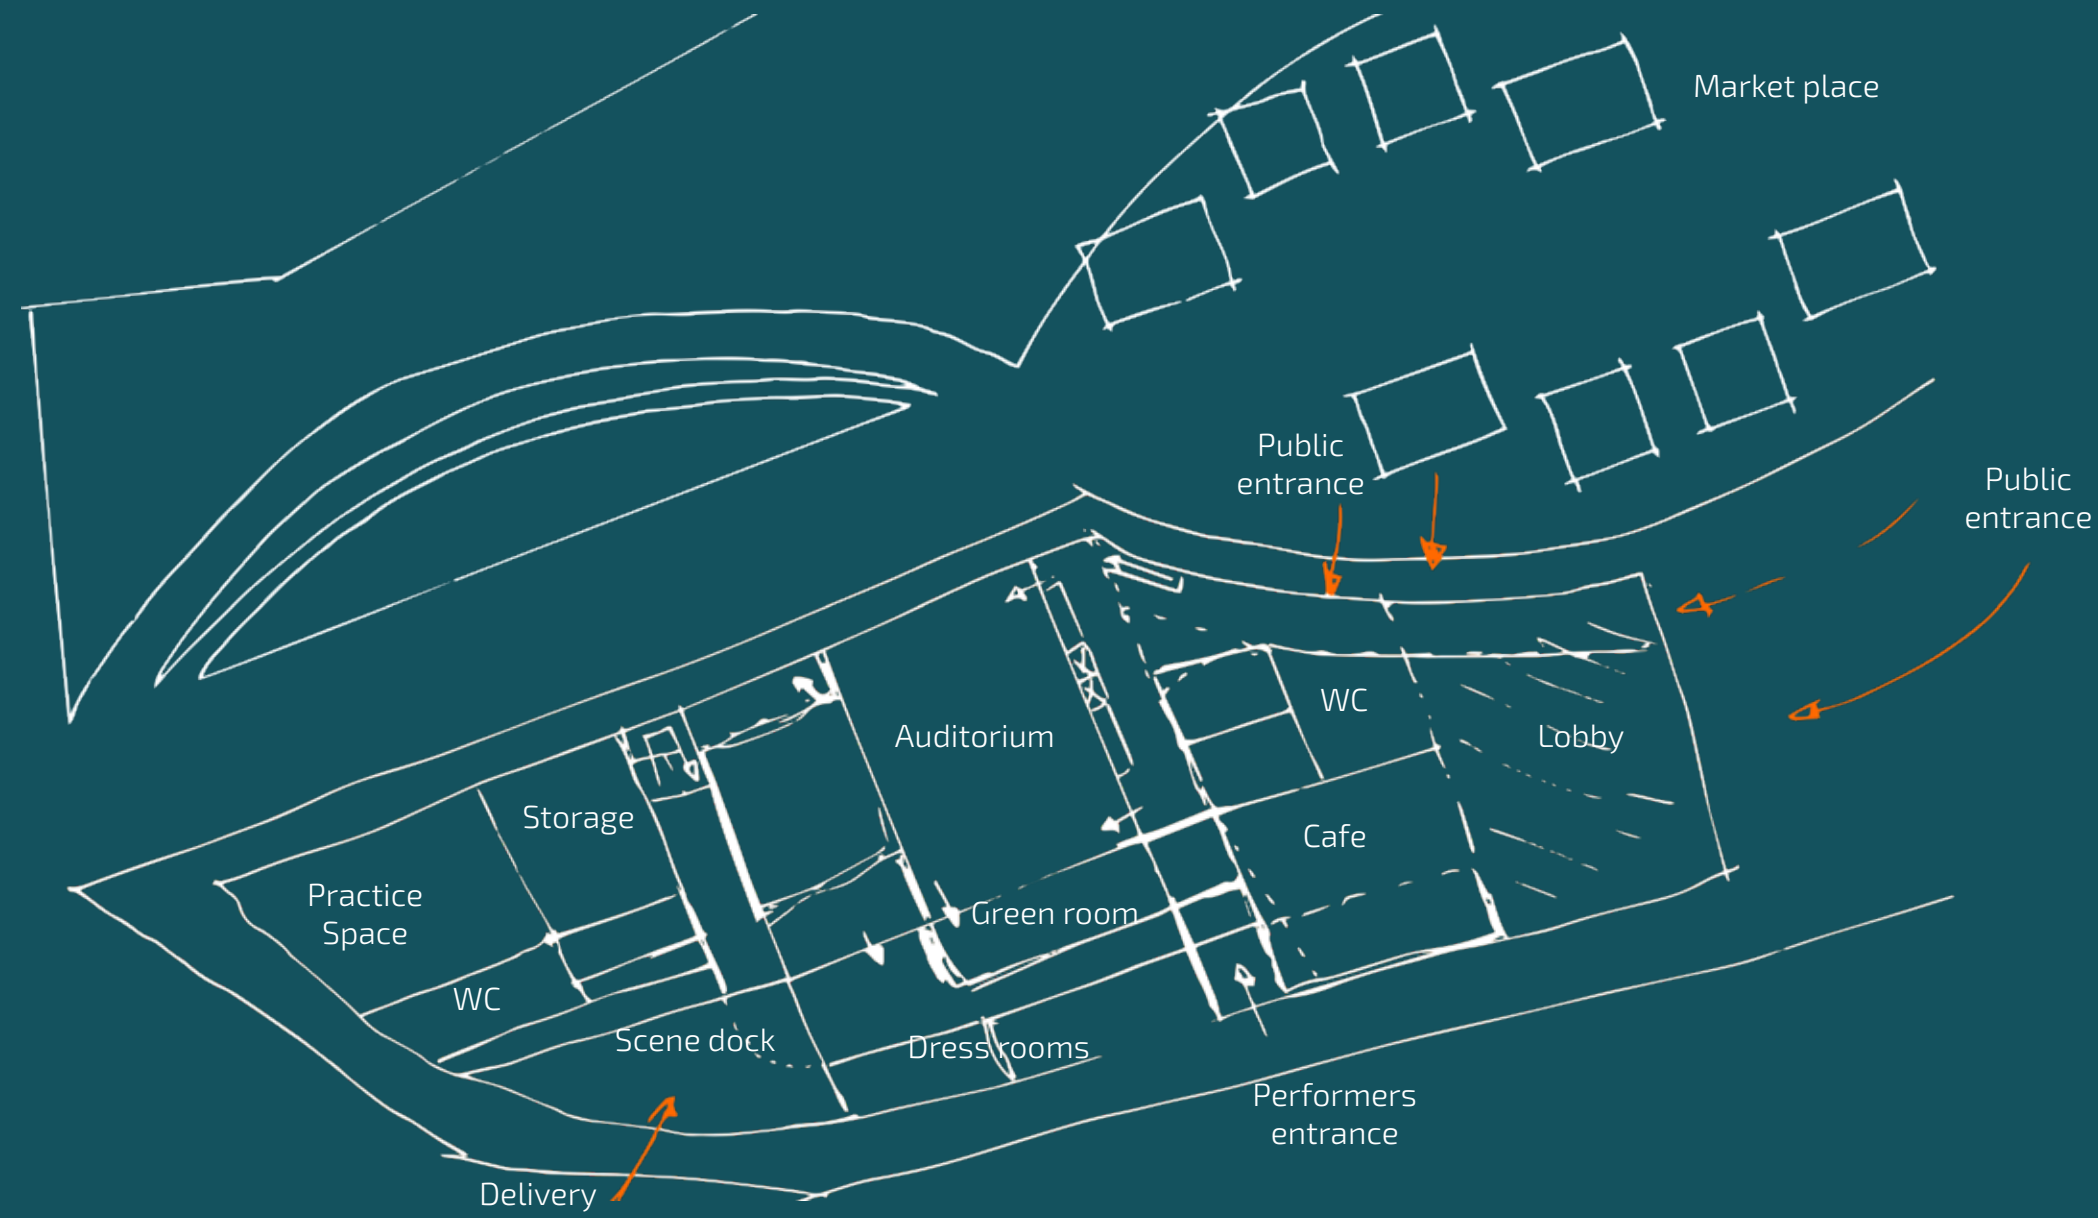 Market place
Public
entrance
Public
entrance
WC
Lobby
Auditorium
Storage
Cafe
Practice
Space
Green room
WC
Scene dock
Dress rooms
Performers
entrance
Delivery